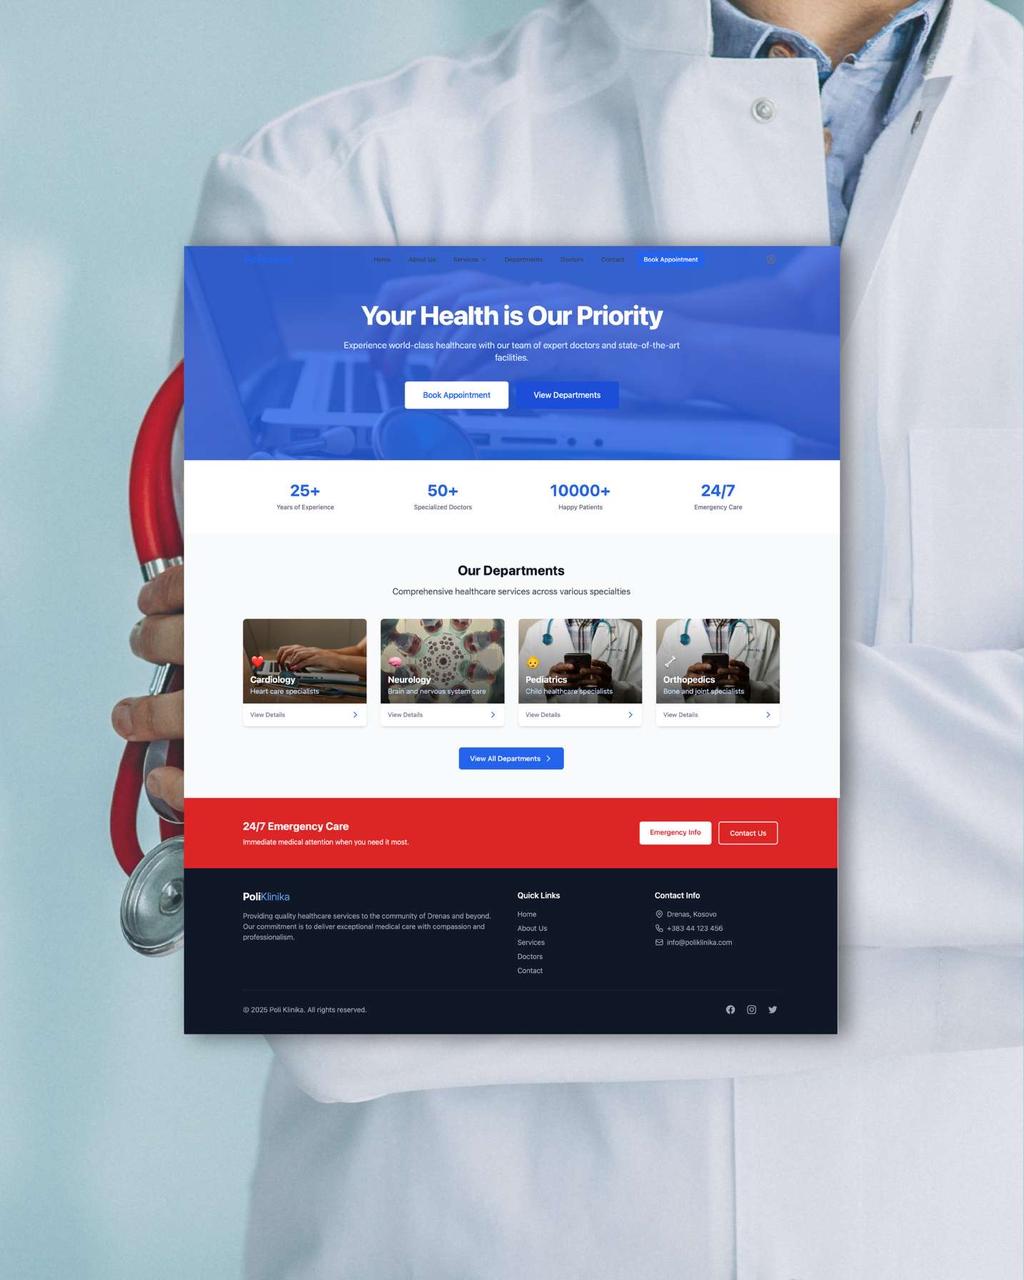 Home About Us Services Departments Doctors Contact Book Appointment
Your Health is Our Priority
Experience world-class healthcare with our team of expert doctors and state-of-the-art
facilities.
Book Appointment View Departments
25+ 50+ 10000+ 24/7
Years of Experience Specialized Doctors Happy Patients Emergency Care
Our Departments
Comprehensive healthcare services across various specialties
Cardiology
Heart care specialists
View Details
Neurology
Brain and nervous system care
View Details
Pediatrics
Child healthcare specialists
View Details
Orthopedics
Bone and joint specialists
View Details
View All Departments
24/7 Emergency Care
Immediate medical attention when you need it most.
Emergency Info Contact Us
PoliKlinika
Providing quality healthcare services to the community of Drenas and beyond.
Our commitment is to deliver exceptional medical care with compassion and
professionalism.
Quick Links
Home
About Us
Services
Doctors
Contact
Contact Info
Drenas, Kosovo
+383 44 123 456
info@poliklinika.com
© 2025 Poli Klinika. All rights reserved.